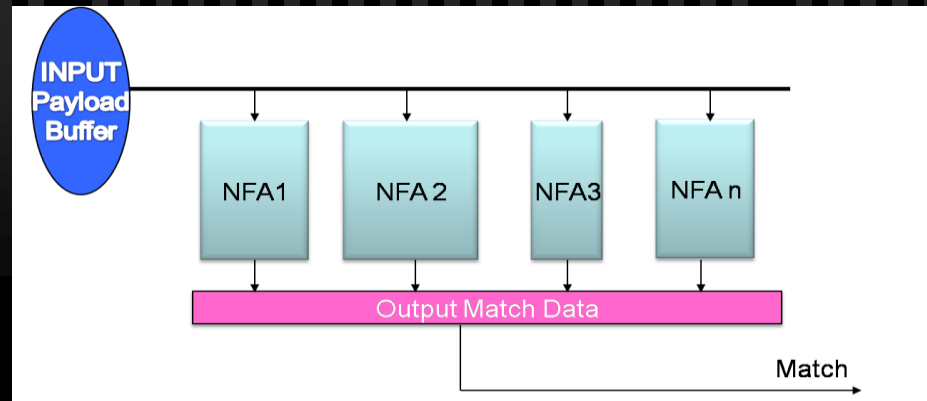 INPUT
Payload
Buffer
NFA1
NFA 2
NFA3
NFA n
Output Match Data
Match